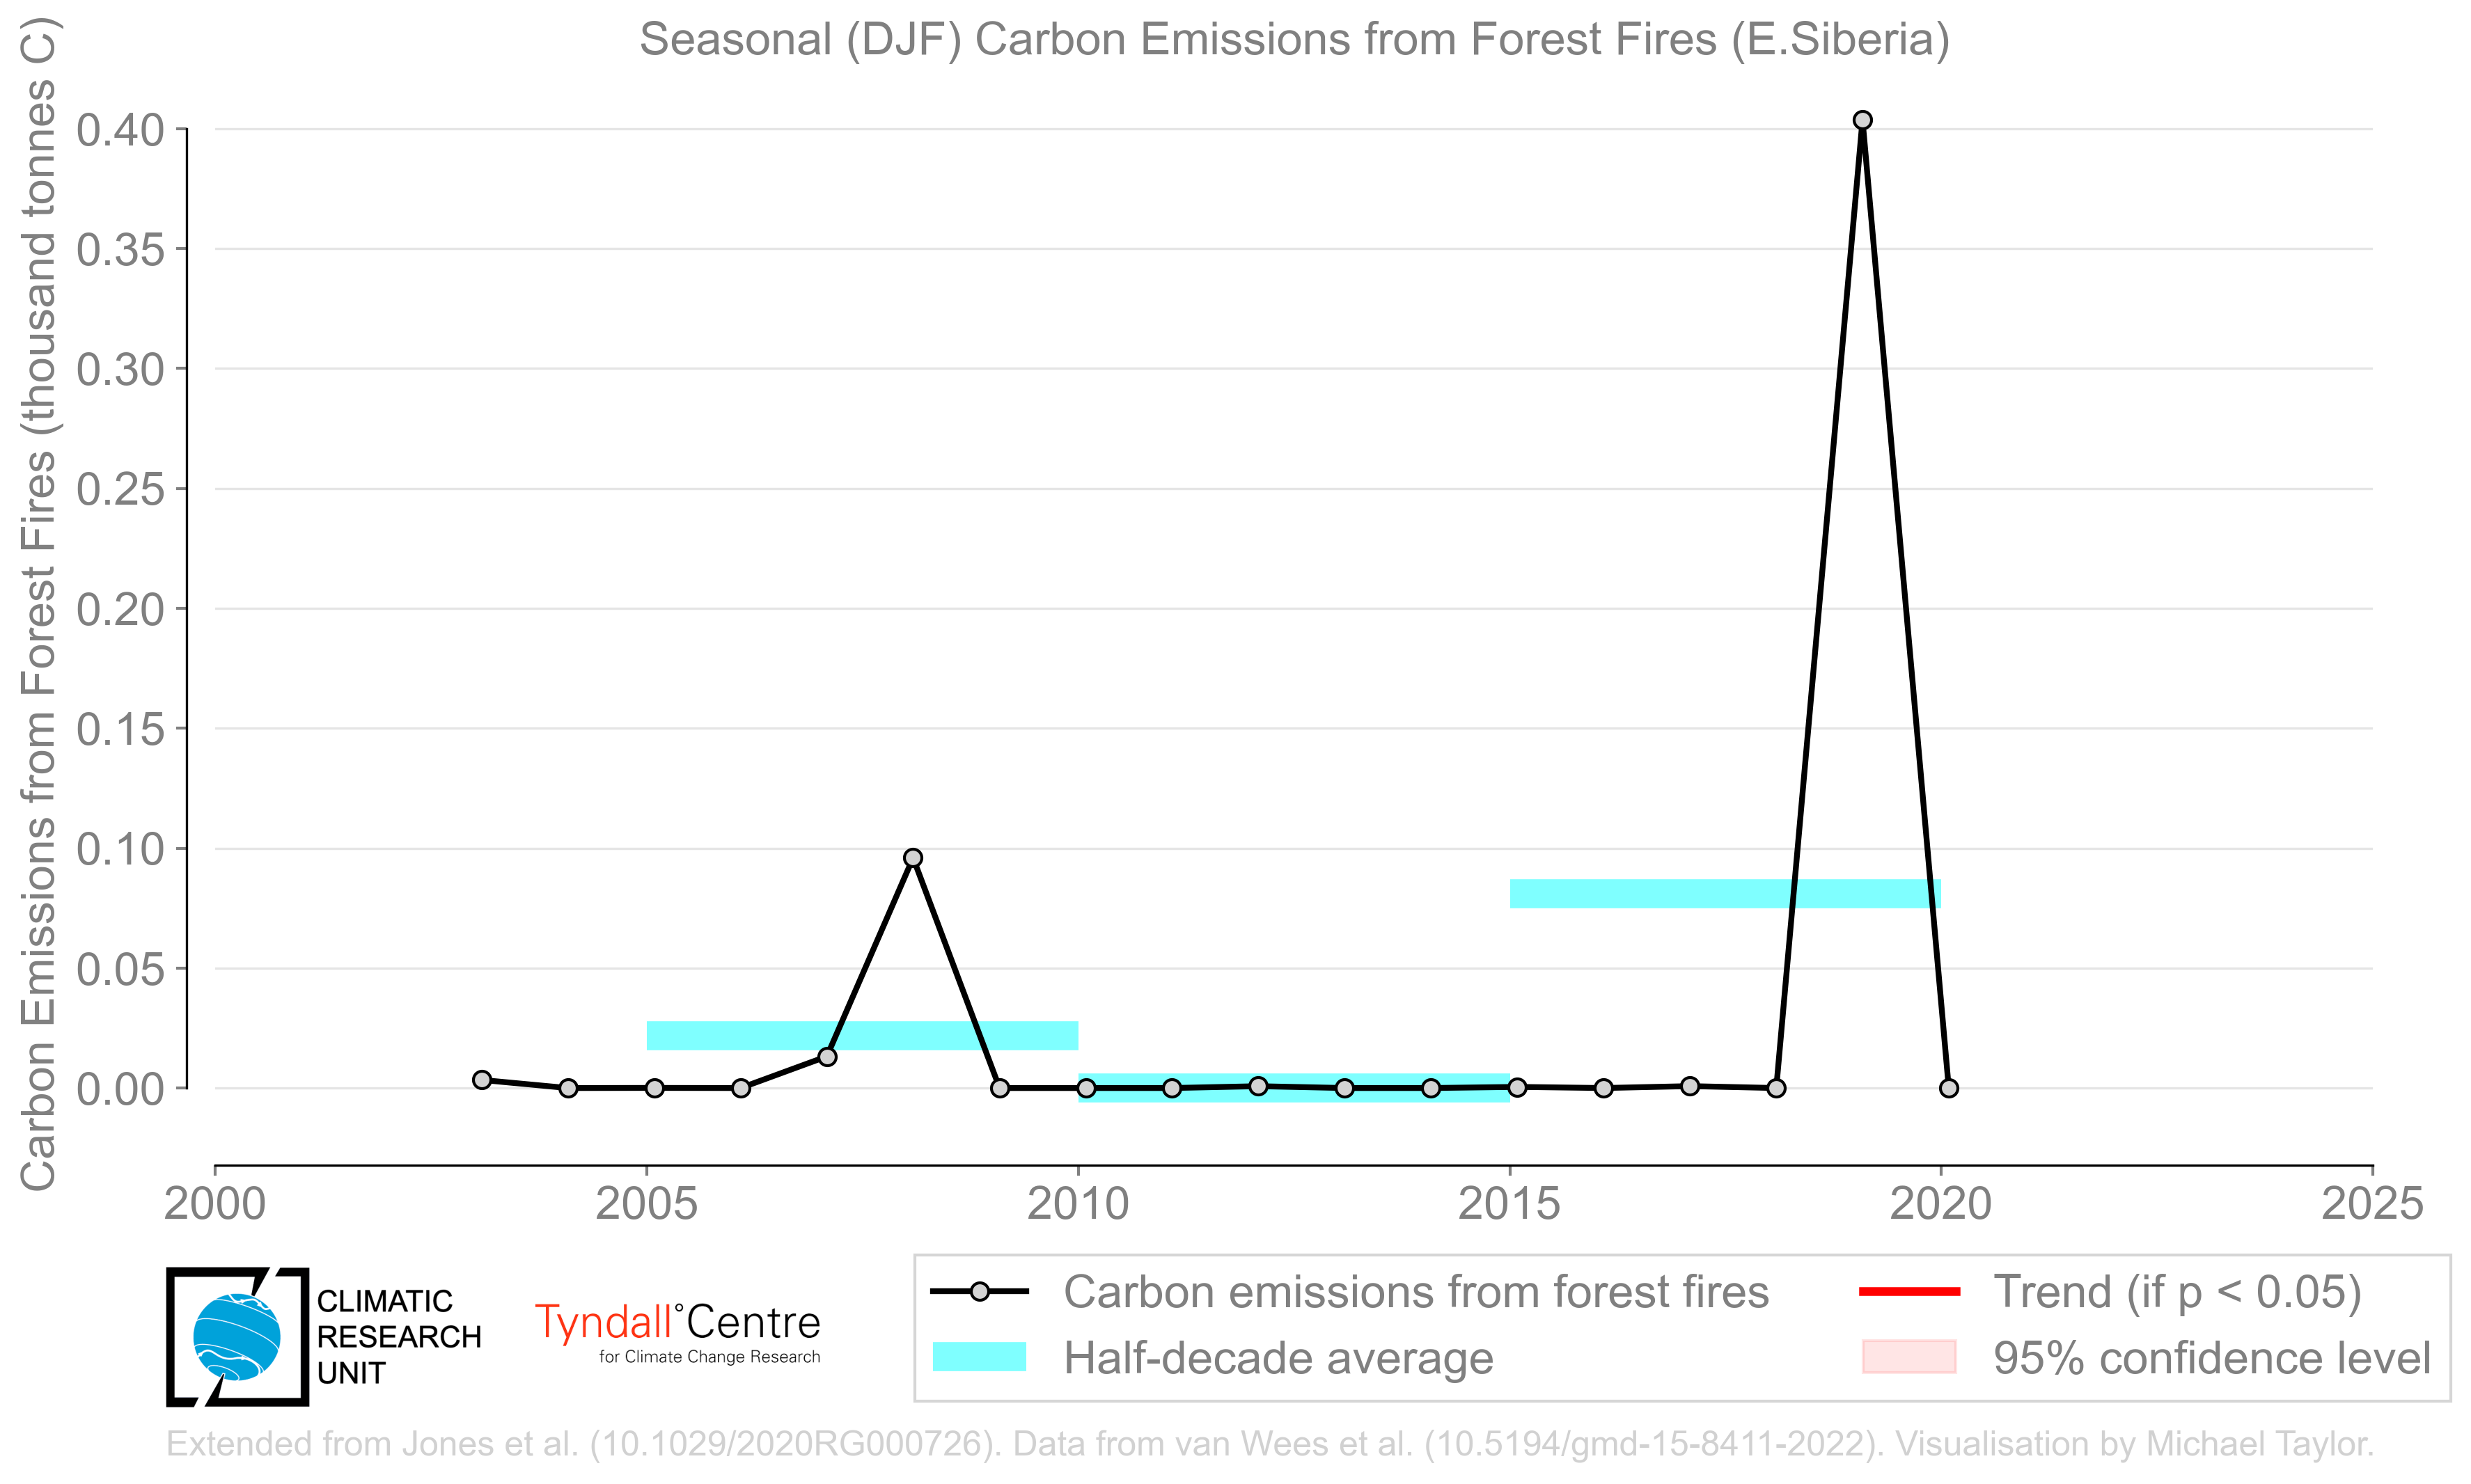 Seasonal (DJF) Carbon Emissions from Forest Fires (E.Siberia)
Carbon Emissions from Forest Fires (thousand tonnes C)
0.40
0.35
0.30
0.25
0.20
0.15
0.10
0.05
0.00
2000
2005
2010
2015
2020
2025
CLIMATIC
RESEARCH
UNIT
Tyndall°Centre
for Climate Change Research
Carbon emissions from forest fires
Half-decade average
Trend (if p < 0.05)
95% confidence level
Extended from Jones et al. (10.1029/2020RG000726). Data from van Wees et al. (10.5194/gmd-15-8411-2022). Visualisation by Michael Taylor.